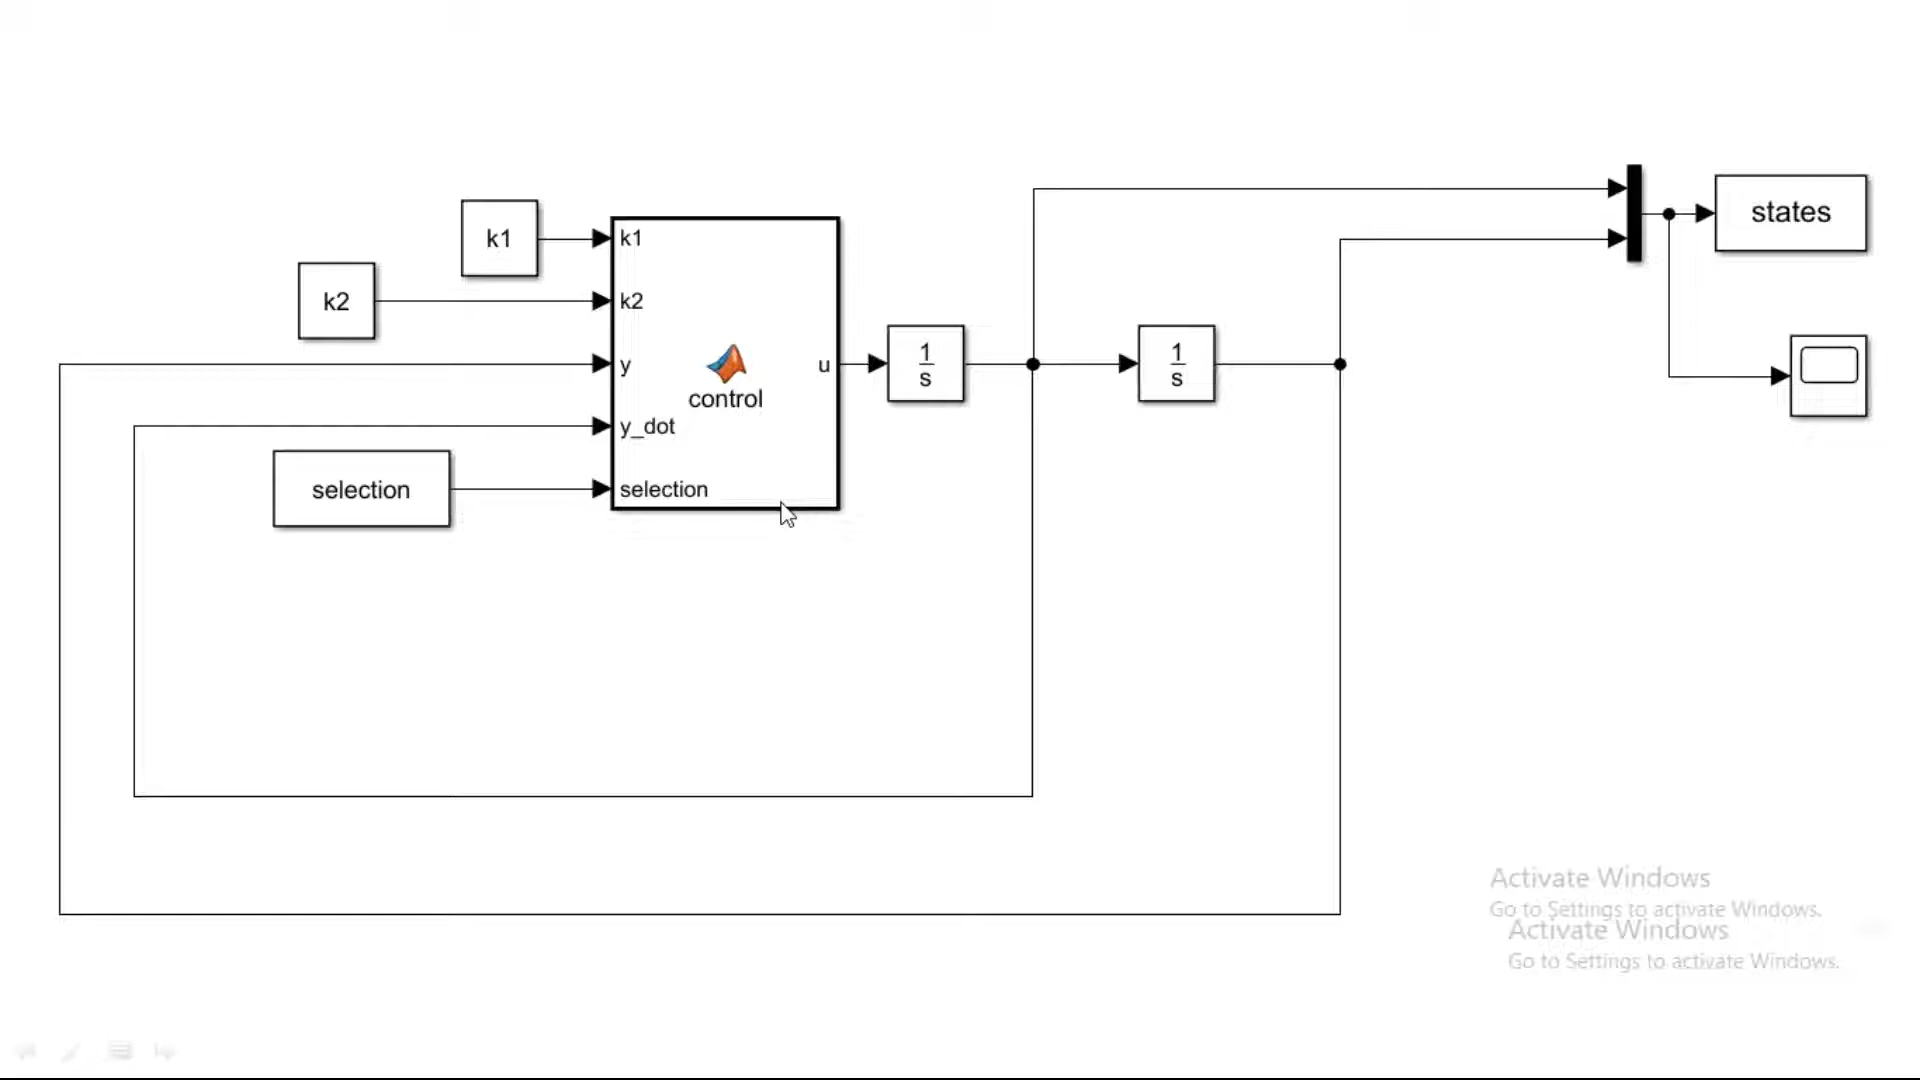 k1
k2
selection
k1
k2
y
y_dot
selection
control
u
1
s
1
s
states
Activate Windows
Go to Settings to activate Windows.
Activate Windows
Go to Settings to activate Windows.